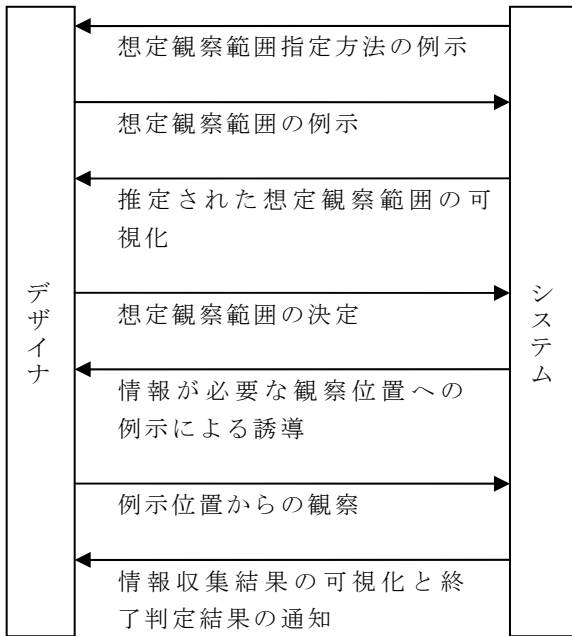 想定観察範囲指定方法の例示
想定観察範囲の例示
推定された想定観察範囲の可
視化
デザイナ
システム
想定観察範囲の決定
情報が必要な観察位置への
例示による誘導
例示位置からの観察
情報収集結果の可視化と終
了判定結果の通知